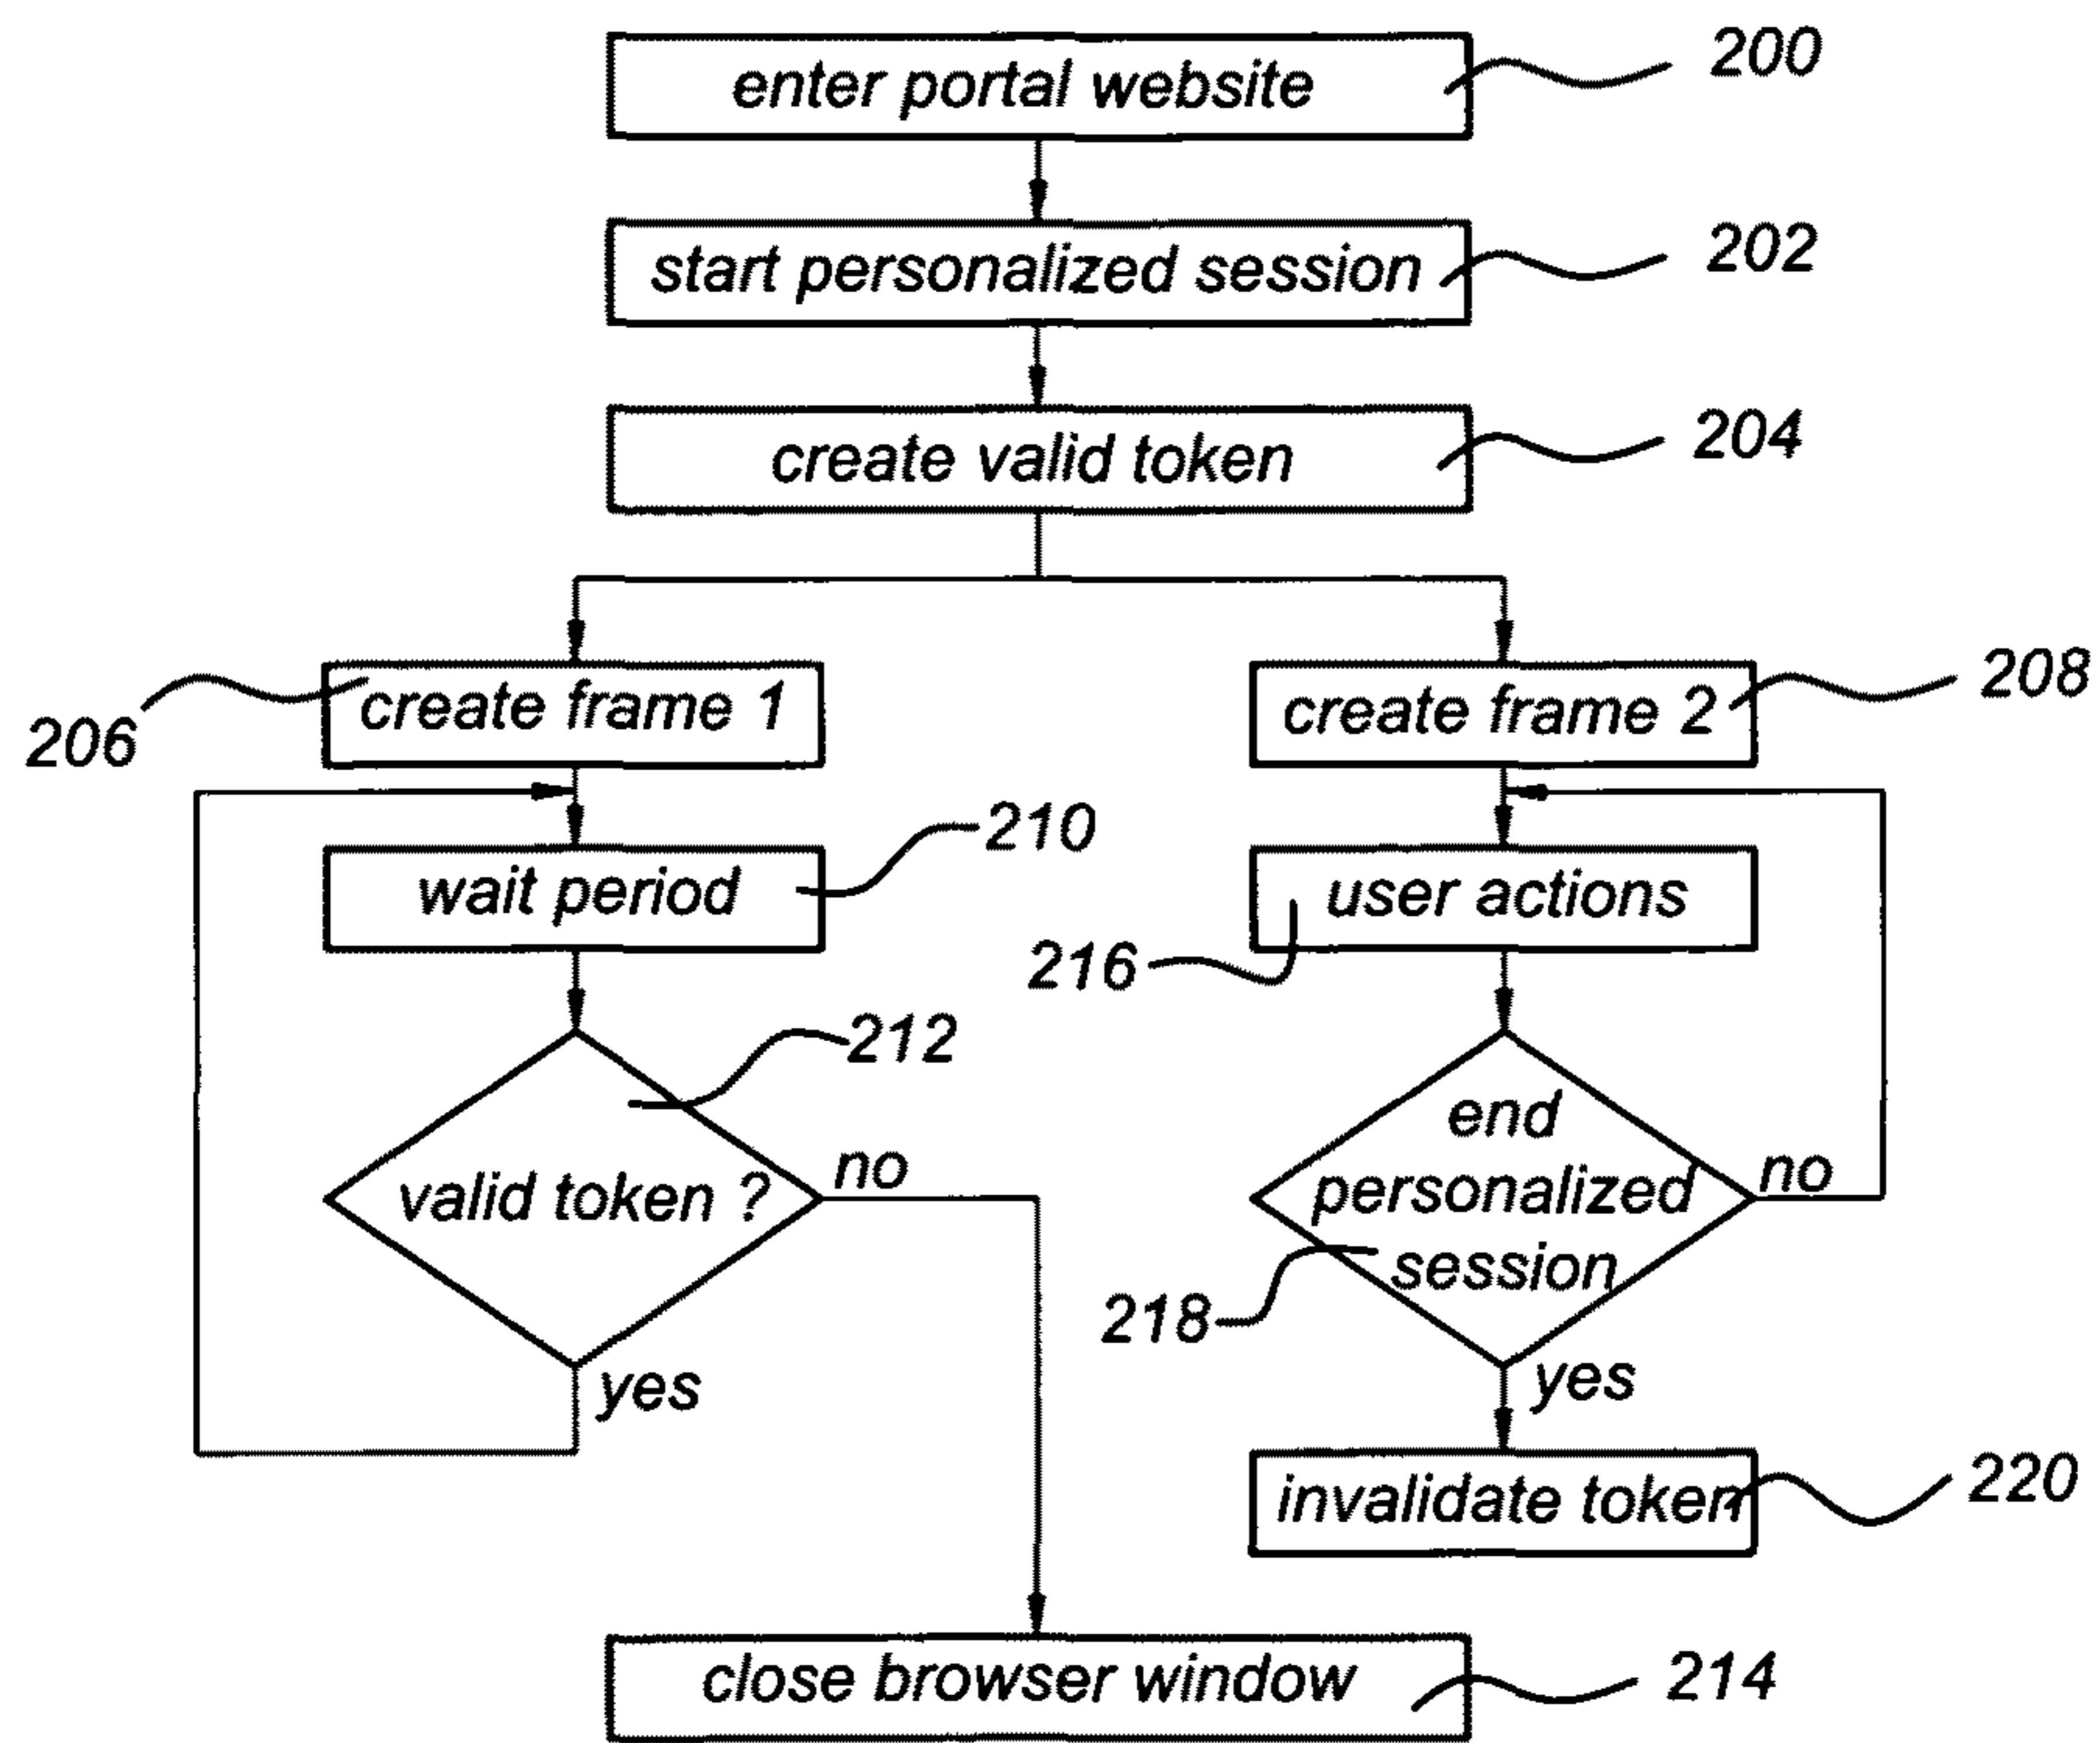 enter portal website
200
start personalized session
202
create valid token
204
create frame 1
206
create frame 2
208
wait period
210
user actions
216
valid token ?
212
no
yes
end
personalized
session
218
no
yes
invalidate token
220
close browser window
214